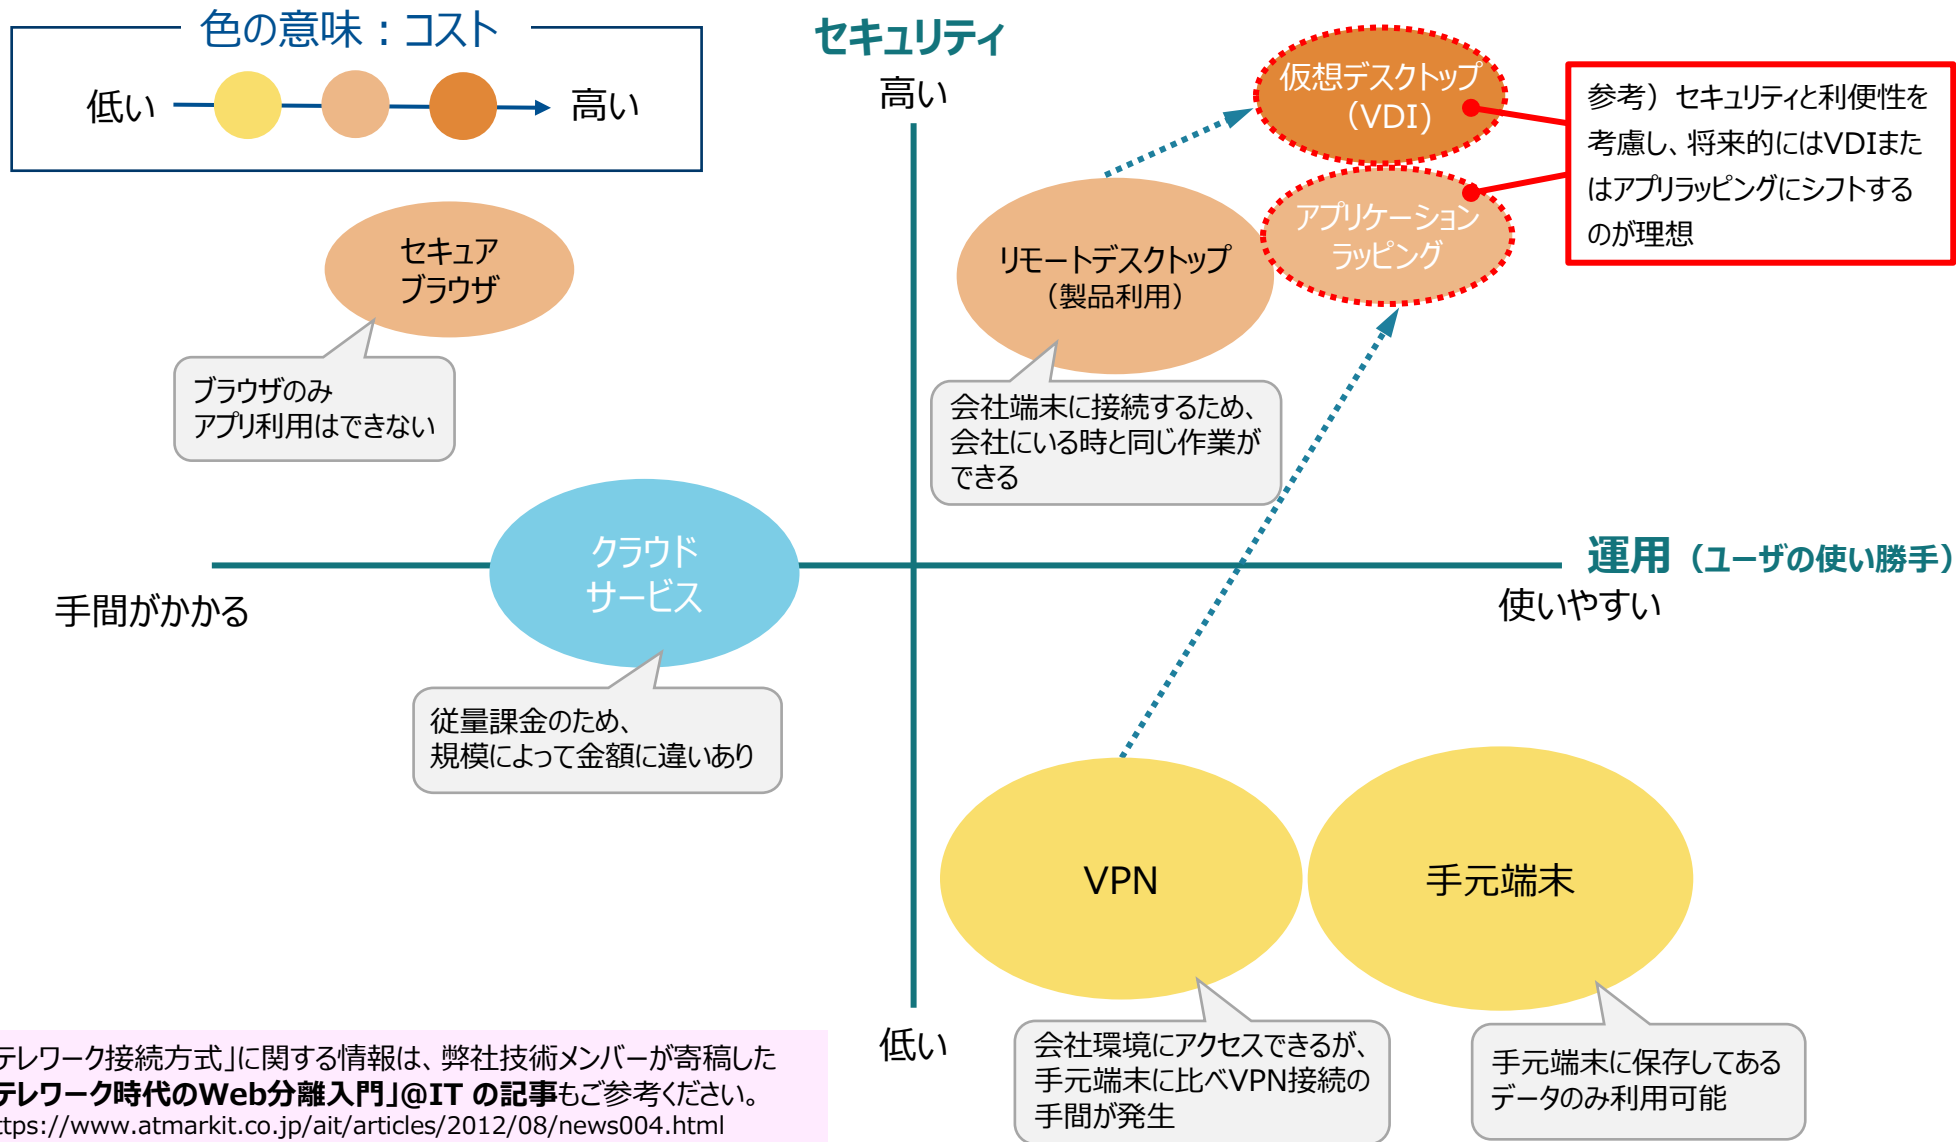 色の意味：コスト
低い
高い
セキュリティ
高い
仮想デスクトップ
（VDI）
参考）セキュリティと利便性を
考慮し、将来的にはVDIまた
はアプリラッピングにシフトする
のが理想
アプリケーション
ラッピング
セキュア
ブラウザ
リモートデスクトップ
（製品利用）
ブラウザのみ
アプリ利用はできない
会社端末に接続するため、
会社にいる時と同じ作業が
できる
クラウド
サービス
運用（ユーザの使い勝手）
手間がかかる
使いやすい
従量課金のため、
規模によって金額に違いあり
VPN
手元端末
低い
会社環境にアクセスできるが、
手元端末に比べVPN接続の
手間が発生
手元端末に保存してある
データのみ利用可能
テレワーク接続方式」に関する情報は、弊社技術メンバーが寄稿した
テレワーク時代のWeb分離入門」@IT の記事もご参考ください。
ttps://www.atmarkit.co.jp/ait/articles/2012/08/news004.html